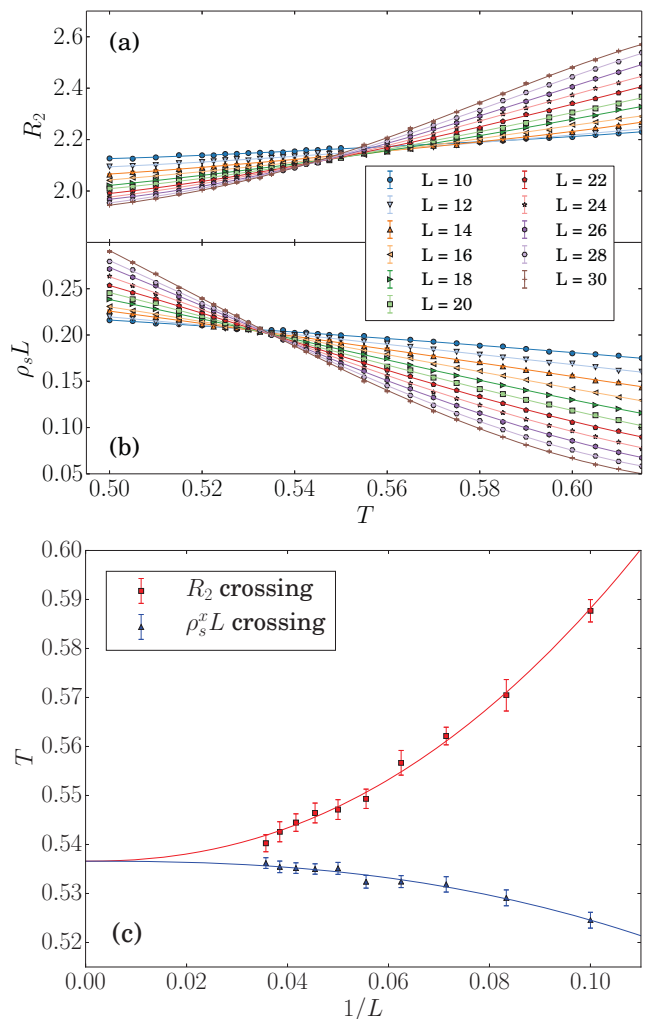 (a)
R₂
2.6
2.4
2.2
2.0
L = 10
L = 12
L = 14
L = 16
L = 18
L = 20
L = 22
L = 24
L = 26
L = 28
L = 30
(b)
ρₛL
0.25
0.20
0.15
0.10
0.05
0.50 0.52 0.54 0.56 0.58 0.60
T
R₂ crossing
ρₛˣL crossing
(c)
T
0.60
0.59
0.58
0.57
0.56
0.55
0.54
0.53
0.52
0.00 0.02 0.04 0.06 0.08 0.10
1/L